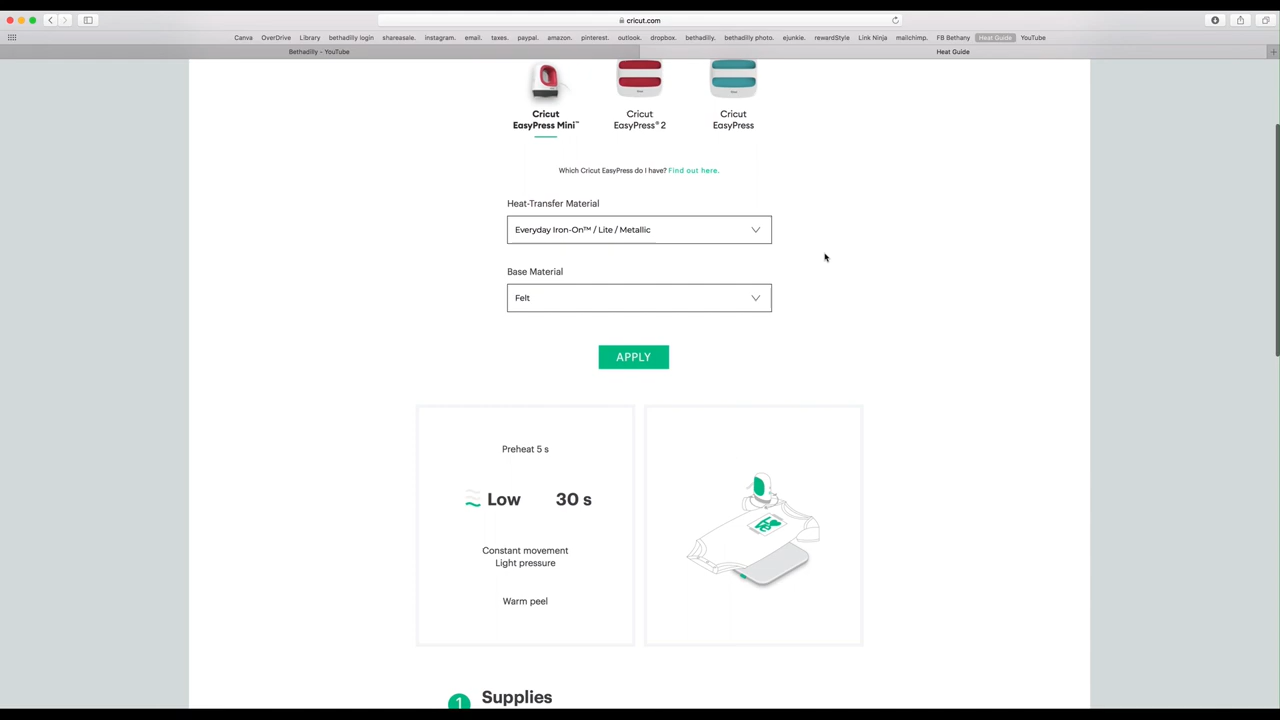 cricut.com
Canva OverDrive Library bethadilly login shareasale. instagram. email. taxes. paypal. amazon. pinterest. outlook. dropbox. bethadilly. bethadilly photo. ejunkie. rewardStyle Link Ninja mailchimp. FB Bethany Heat Guide YouTube
Bethadilly - YouTube Heat Guide
Cricut Cricut Cricut
EasyPress Mini™ EasyPress® 2 EasyPress
Which Cricut EasyPress do I have? Find out here.
Heat-Transfer Material
Everyday Iron-On™ / Lite / Metallic
Base Material
Felt
APPLY
Preheat 5 s
Low 30 s
Constant movement
Light pressure
Warm peel
1 Supplies